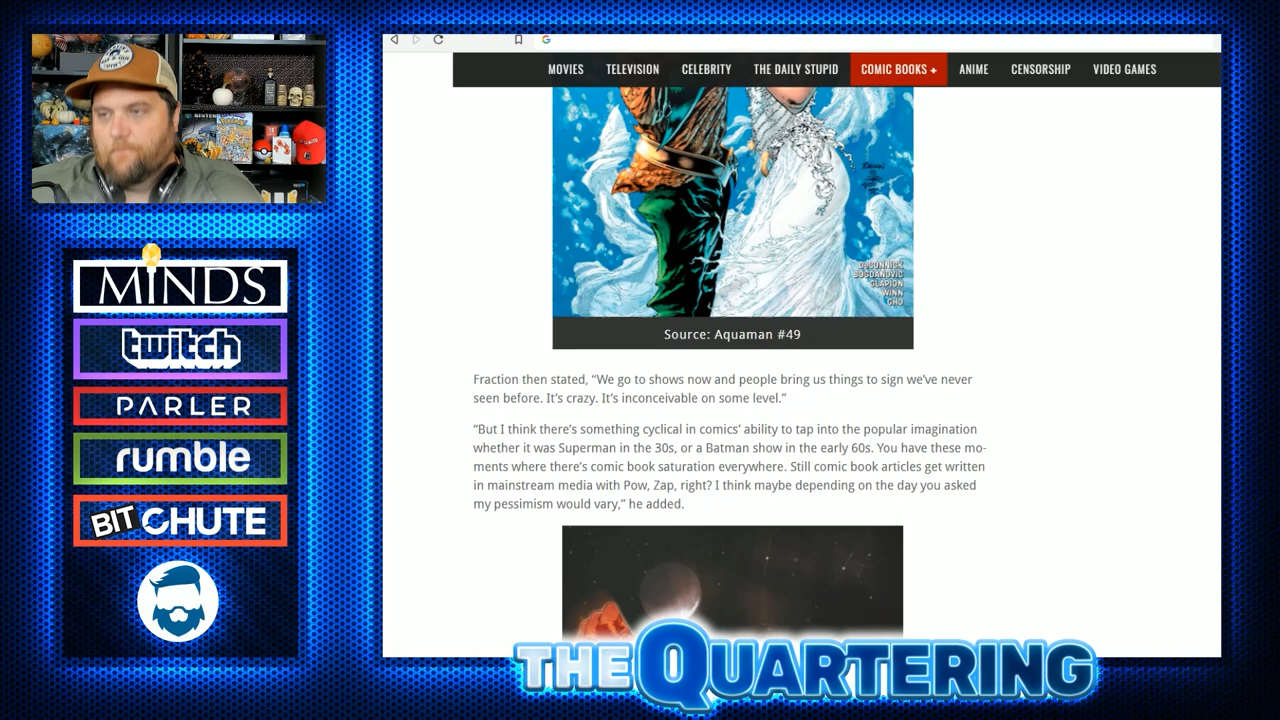 MINDS
twitch
PARLER
rumble
BIT CHUTE
MOVIES TELEVISION CELEBRITY THE DAILY STUPID COMIC BOOKS + ANIME CENSORSHIP VIDEO GAMES
DECONNICK
BOGDANOVIC
GLAPION
WINN
CHO
Source: Aquaman #49
Fraction then stated, “We go to shows now and people bring us things to sign we’ve never
seen before. It’s crazy. It’s inconceivable on some level.”
“But I think there’s something cyclical in comics’ ability to tap into the popular imagination
whether it was Superman in the 30s, or a Batman show in the early 60s. You have these mo-
ments where there’s comic book saturation everywhere. Still comic book articles get written
in mainstream media with Pow, Zap, right? I think maybe depending on the day you asked
my pessimism would vary,” he added.
THE QUARTERING